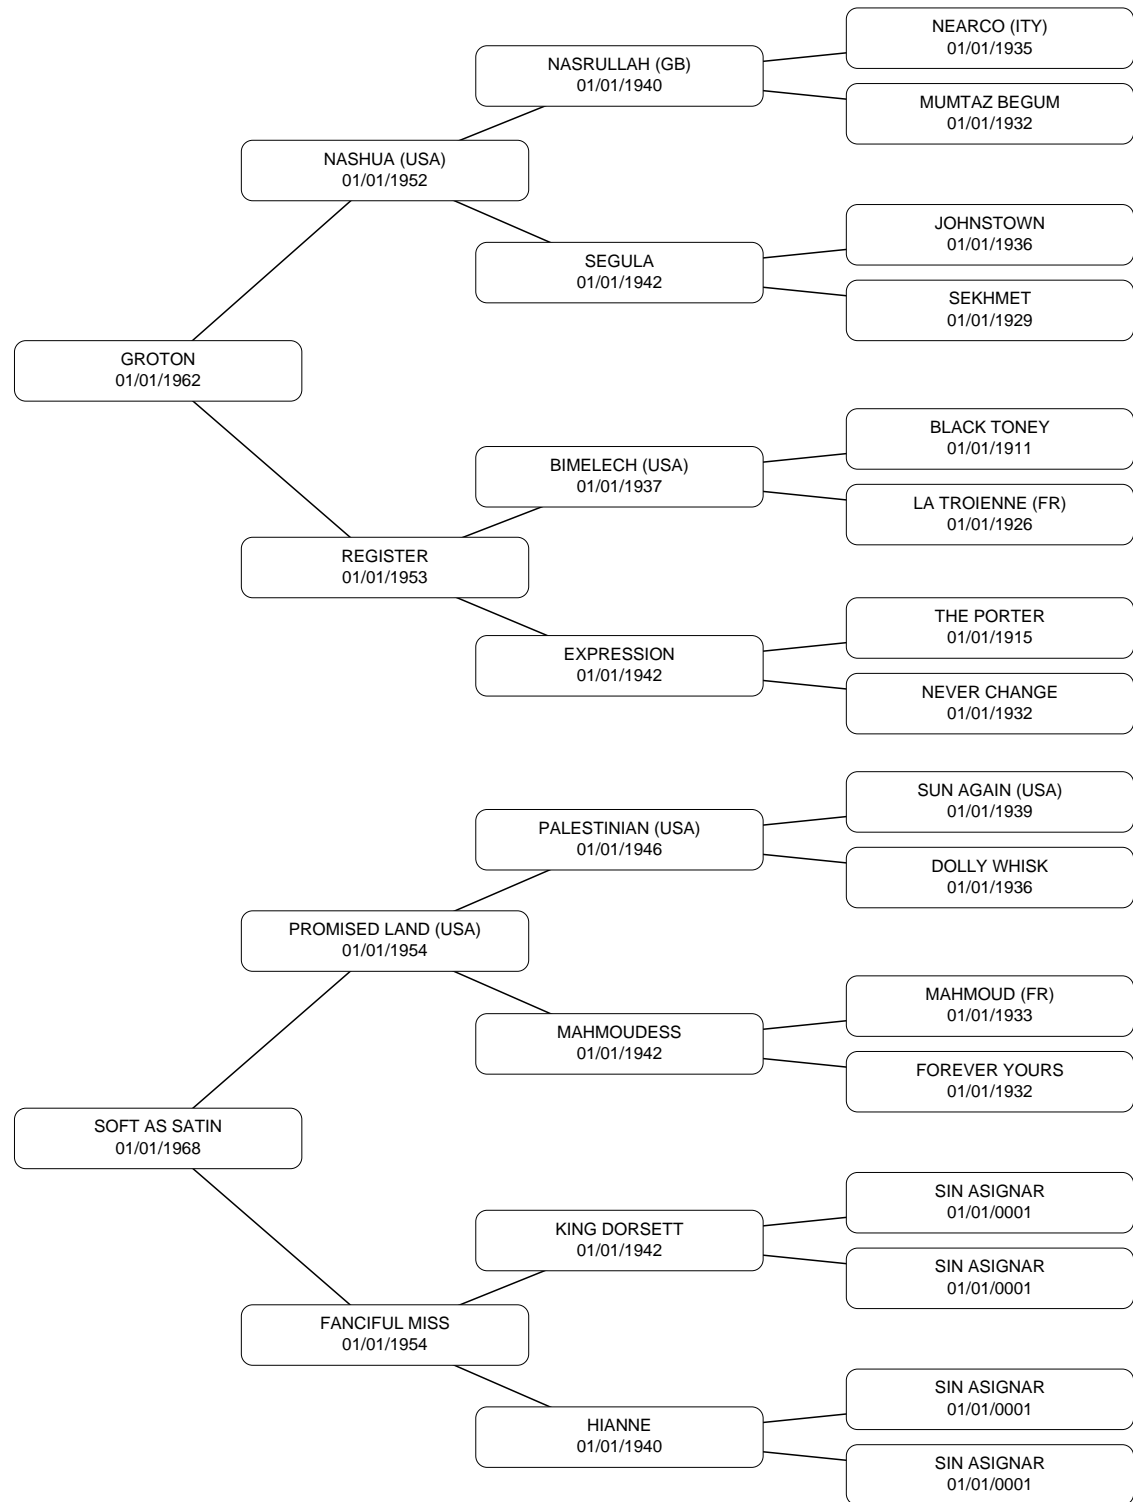 NEARCO (ITY)
01/01/1935
NASRULLAH (GB)
01/01/1940
MUMTAZ BEGUM
01/01/1932
NASHUA (USA)
01/01/1952
JOHNSTOWN
01/01/1936
SEGULA
01/01/1942
SEKHMET
01/01/1929
GROTON
01/01/1962
BLACK TONEY
01/01/1911
BIMELECH (USA)
01/01/1937
LA TROIENNE (FR)
01/01/1926
REGISTER
01/01/1953
THE PORTER
01/01/1915
EXPRESSION
01/01/1942
NEVER CHANGE
01/01/1932
SUN AGAIN (USA)
01/01/1939
PALESTINIAN (USA)
01/01/1946
DOLLY WHISK
01/01/1936
PROMISED LAND (USA)
01/01/1954
MAHMOUD (FR)
01/01/1933
MAHMOUDESS
01/01/1942
FOREVER YOURS
01/01/1932
SOFT AS SATIN
01/01/1968
SIN ASIGNAR
01/01/0001
KING DORSETT
01/01/1942
SIN ASIGNAR
01/01/0001
FANCIFUL MISS
01/01/1954
SIN ASIGNAR
01/01/0001
HIANNE
01/01/1940
SIN ASIGNAR
01/01/0001